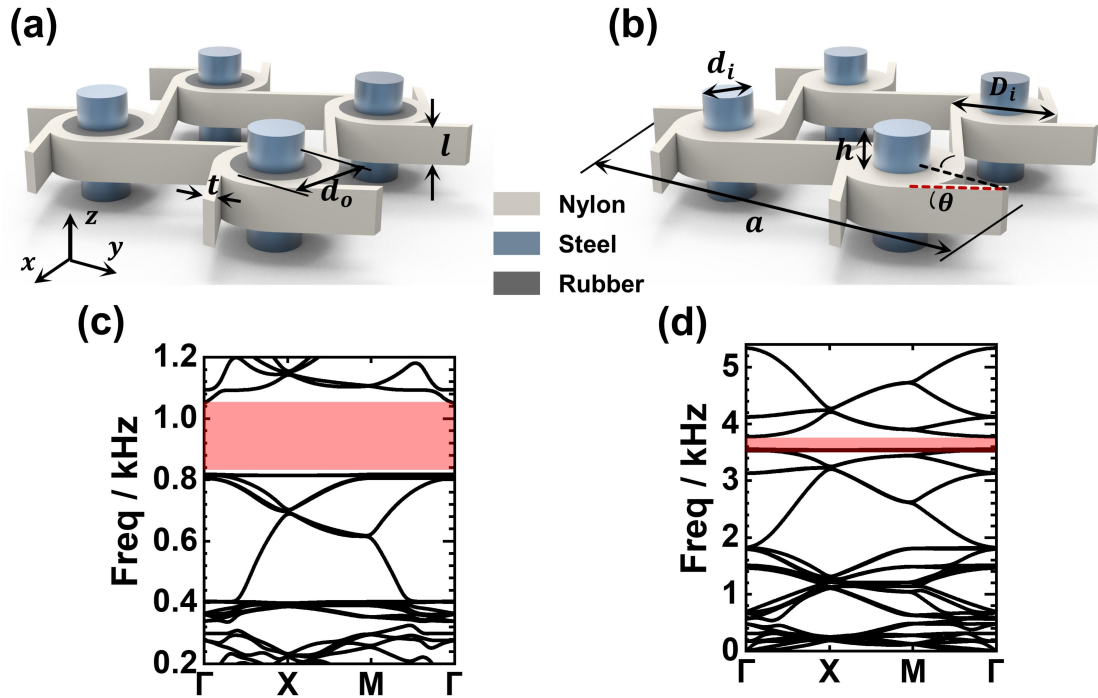 (a)
(b)
d_i
D_i
l
h
t
d_o
θ
a
z
y
x
Nylon
Steel
Rubber
(c)
(d)
Freq / kHz
1.2
1.0
0.8
0.6
0.4
0.2
Γ X M Γ
Freq / kHz
5
4
3
2
1
0
Γ X M Γ